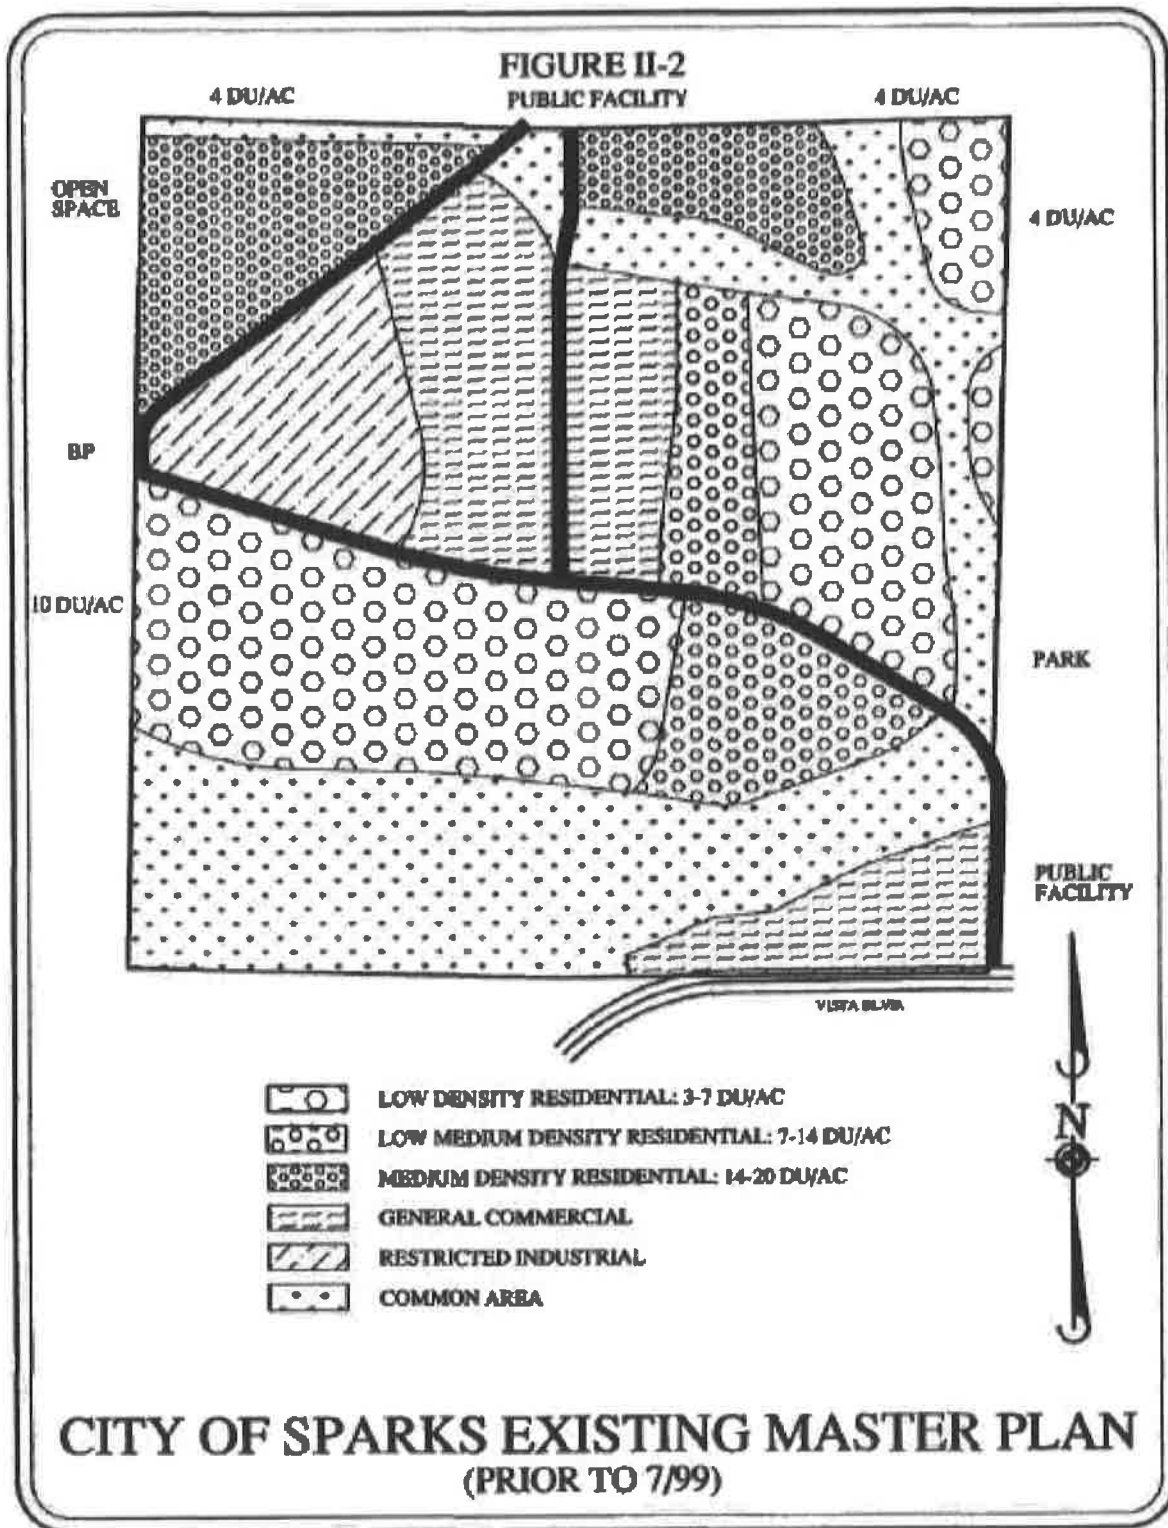 FIGURE II-2
4 DU/AC
PUBLIC FACILITY
4 DU/AC
OPEN
SPACE
4 DU/AC
BP
10 DU/AC
PARK
PUBLIC
FACILITY
VISTA BLVD
LOW DENSITY RESIDENTIAL: 3-7 DU/AC
LOW MEDIUM DENSITY RESIDENTIAL: 7-14 DU/AC
MEDIUM DENSITY RESIDENTIAL: 14-20 DU/AC
GENERAL COMMERCIAL
RESTRICTED INDUSTRIAL
COMMON AREA
N
CITY OF SPARKS EXISTING MASTER PLAN
(PRIOR TO 7/99)